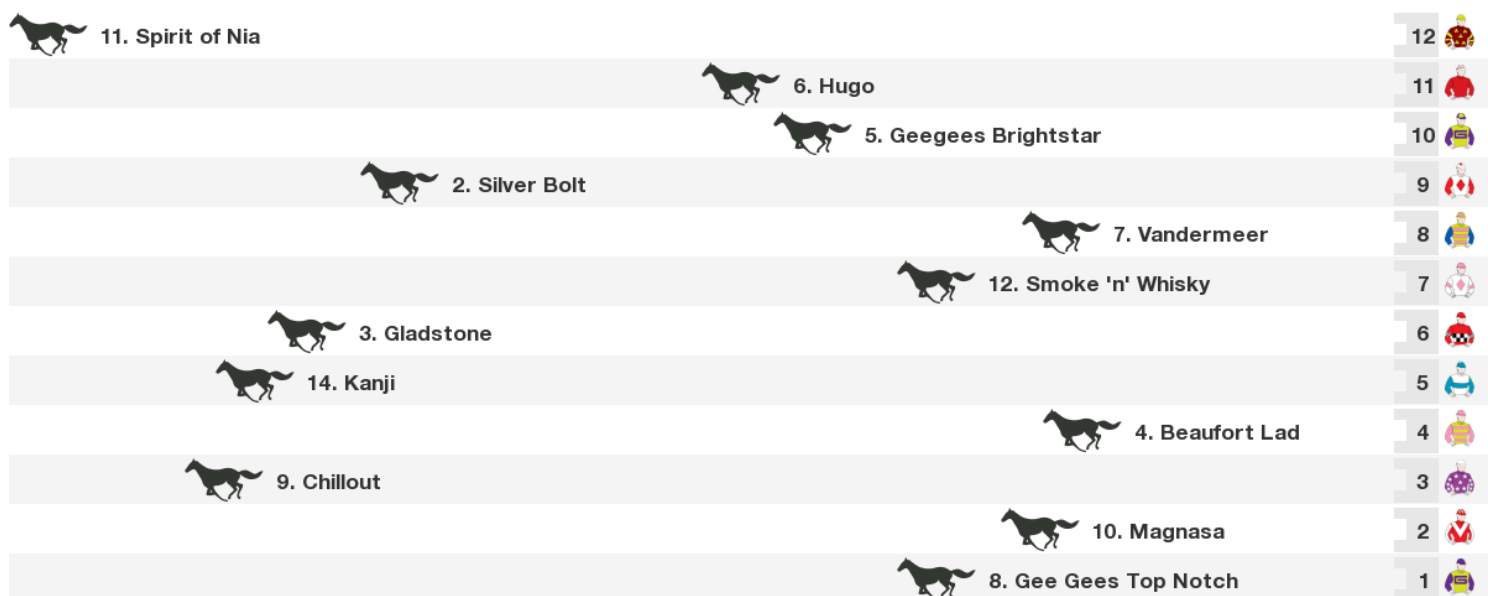 11. Spirit of Nia 12
6. Hugo 11
5. Geegees Brightstar 10
2. Silver Bolt 9
7. Vandermeer 8
12. Smoke 'n' Whisky 7
3. Gladstone 6
14. Kanji 5
4. Beaufort Lad 4
9. Chillout 3
10. Magnasa 2
8. Gee Gees Top Notch 1